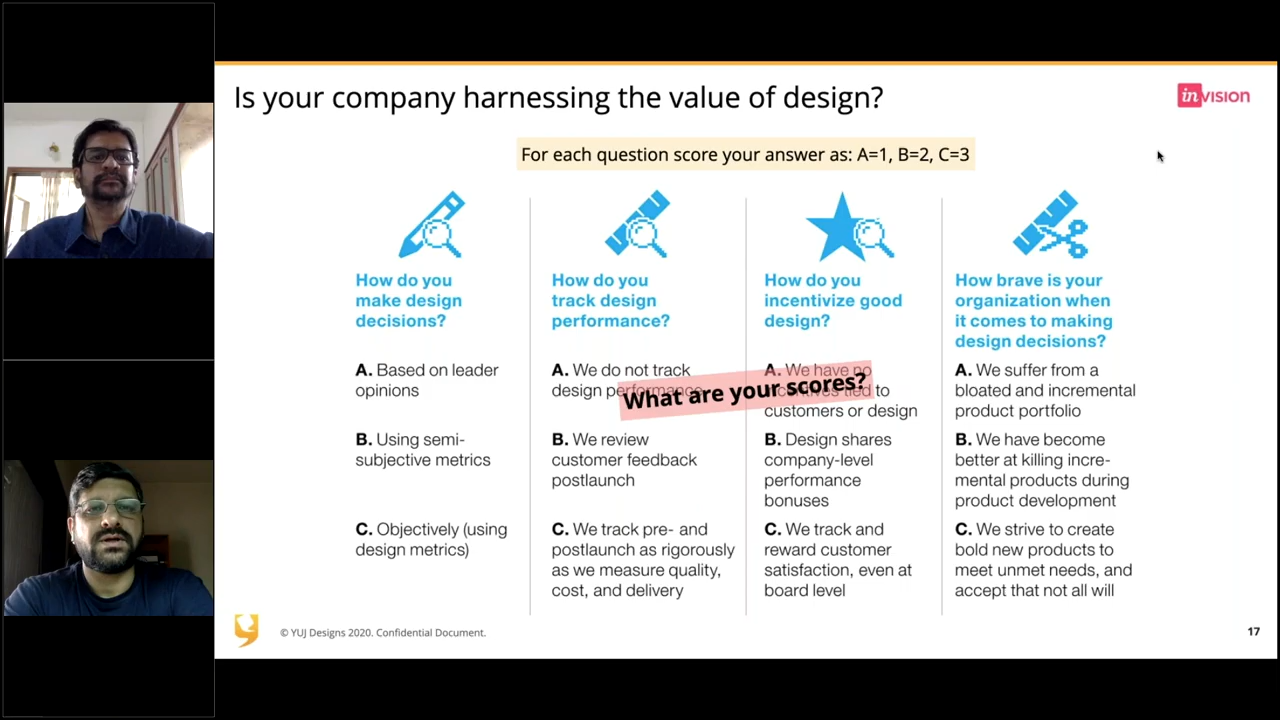 Is your company harnessing the value of design?
invision
For each question score your answer as: A=1, B=2, C=3
How do you
make design
decisions?
A. Based on leader
opinions
B. Using semi-
subjective metrics
C. Objectively (using
design metrics)
How do you
track design
performance?
A. We do not track
design performance
B. We review
customer feedback
postlaunch
C. We track pre- and
postlaunch as rigorously
as we measure quality,
cost, and delivery
How do you
incentivize good
design?
A. We have no
incentives tied to
customers or design
B. Design shares
company-level
performance
bonuses
C. We track and
reward customer
satisfaction, even at
board level
How brave is your
organization when
it comes to making
design decisions?
A. We suffer from a
bloated and incremental
product portfolio
B. We have become
better at killing incre-
mental products during
product development
C. We strive to create
bold new products to
meet unmet needs, and
accept that not all will
What are your scores?
© YUJ Designs 2020. Confidential Document.
17